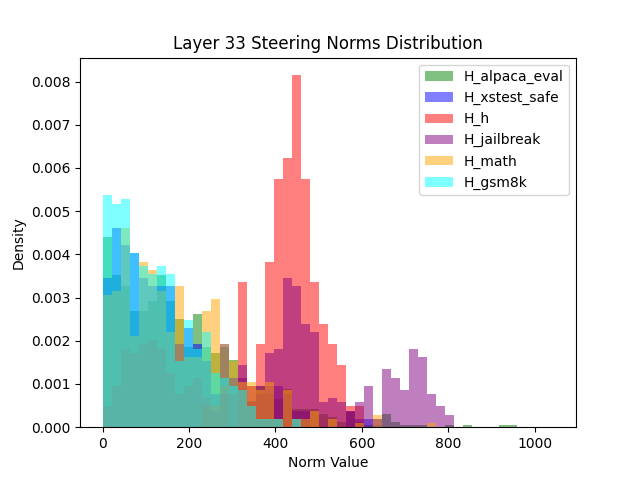 Layer 33 Steering Norms Distribution
H_alpaca_eval
H_xstest_safe
H_h
H_jailbreak
H_math
H_gsm8k
Density
0.008
0.007
0.006
0.005
0.004
0.003
0.002
0.001
0.000
0 200 400 600 800 1000
Norm Value